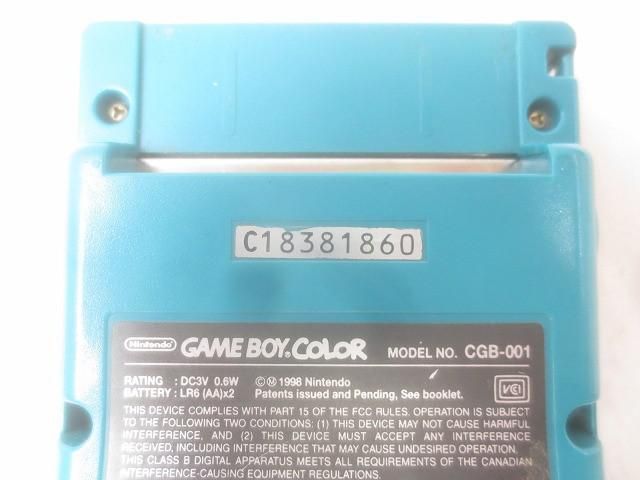 C18381860
Nintendo GAME BOY COLOR MODEL NO. CGB-001
RATING : DC3V 0.6W ©Ⓜ1998 Nintendo
BATTERY : LR6 (AA)x2 Patents issued and Pending, See booklet.
VCI
THIS DEVICE COMPLIES WITH PART 15 OF THE FCC RULES. OPERATION IS SUBJECT
TO THE FOLLOWING TWO CONDITIONS: (1) THIS DEVICE MAY NOT CAUSE HARMFUL
INTERFERENCE, AND (2) THIS DEVICE MUST ACCEPT ANY INTERFERENCE
RECEIVED, INCLUDING INTERFERENCE THAT MAY CAUSE UNDESIRED OPERATION.
THIS CLASS B DIGITAL APPARATUS MEETS ALL REQUIREMENTS OF THE CANADIAN
INTERFERENCE-CAUSING EQUIPMENT REGULATIONS.